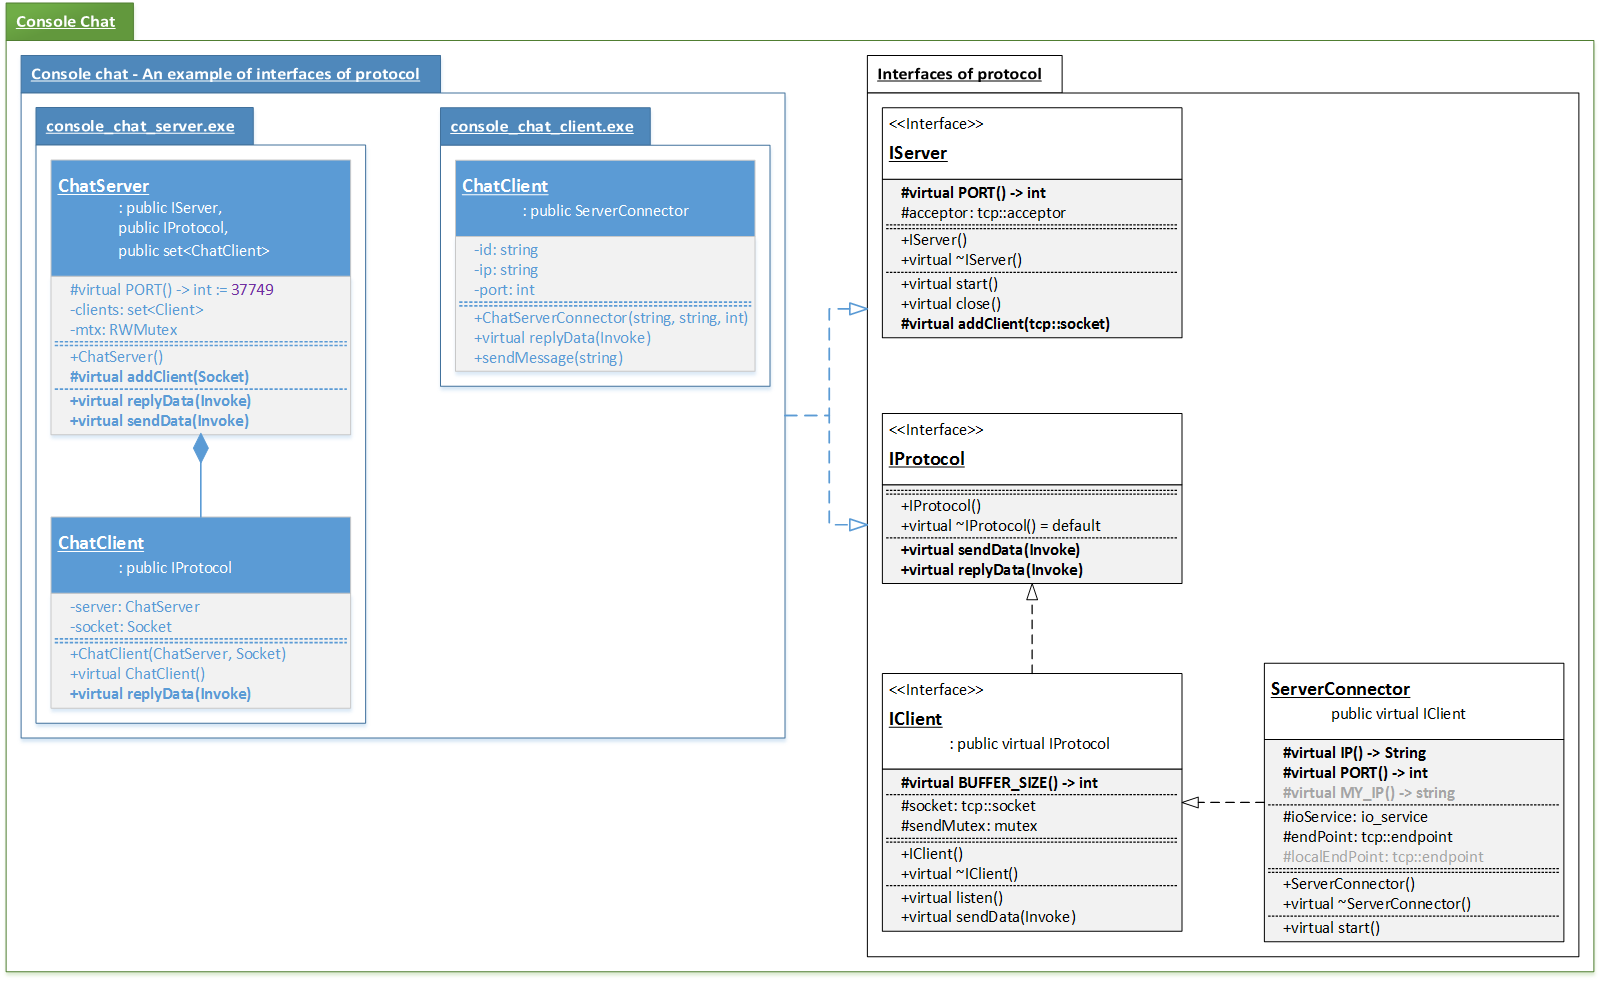 Console Chat
Console chat - An example of interfaces of protocol
console_chat_server.exe
ChatServer
: public IServer,
public IProtocol,
public set<ChatClient>
#virtual PORT() -> int := 37749
-clients: set<Client>
-mtx: RWMutex
+ChatServer()
#virtual addClient(Socket)
+virtual replyData(Invoke)
+virtual sendData(Invoke)
ChatClient
: public IProtocol
-server: ChatServer
-socket: Socket
+ChatClient(ChatServer, Socket)
+virtual ChatClient()
+virtual replyData(Invoke)
console_chat_client.exe
ChatClient
: public ServerConnector
-id: string
-ip: string
-port: int
+ChatServerConnector(string, string, int)
+virtual replyData(Invoke)
+sendMessage(string)
Interfaces of protocol
<<Interface>>
IServer
#virtual PORT() -> int
#acceptor: tcp::acceptor
+IServer()
+virtual ~IServer()
+virtual start()
+virtual close()
#virtual addClient(tcp::socket)
<<Interface>>
IProtocol
+IProtocol()
+virtual ~IProtocol() = default
+virtual sendData(Invoke)
+virtual replyData(Invoke)
<<Interface>>
IClient
: public virtual IProtocol
#virtual BUFFER_SIZE() -> int
#socket: tcp::socket
#sendMutex: mutex
+IClient()
+virtual ~IClient()
+virtual listen()
+virtual sendData(Invoke)
ServerConnector
public virtual IClient
#virtual IP() -> String
#virtual PORT() -> int
#virtual MY_IP() -> string
#ioService: io_service
#endPoint: tcp::endpoint
#localEndPoint: tcp::endpoint
+ServerConnector()
+virtual ~ServerConnector()
+virtual start()